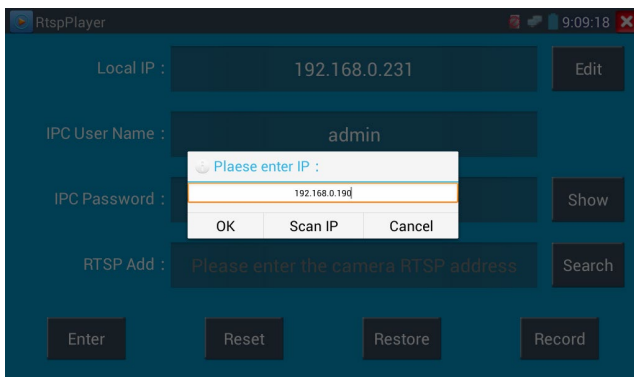 RtspPlayer 9:09:18
Local IP : 192.168.0.231 Edit
IPC User Name : admin
Plaese enter IP :
192.168.0.190
IPC Password : Show
OK Scan IP Cancel
RTSP Add : Please enter the camera RTSP address Search
Enter Reset Restore Record